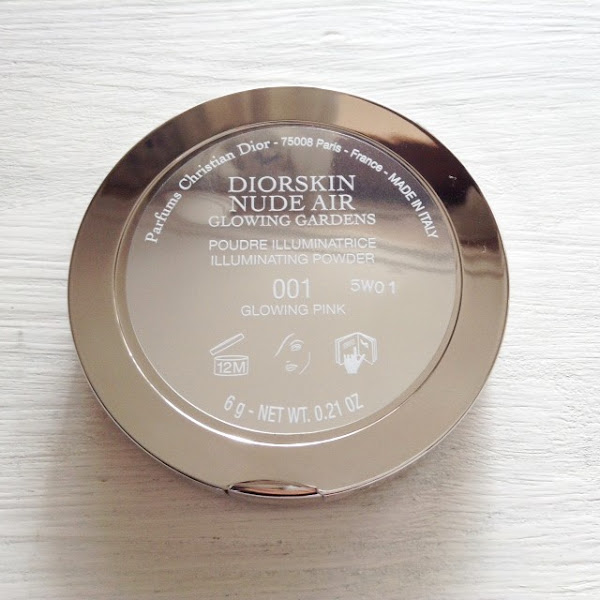 Parfums Christian Dior - 75008 Paris - France - MADE IN ITALY
DIORSKIN
NUDE AIR
GLOWING GARDENS
POUDRE ILLUMINATRICE
ILLUMINATING POWDER
001
5W01
GLOWING PINK
12M
6 g - NET WT. 0.21 OZ